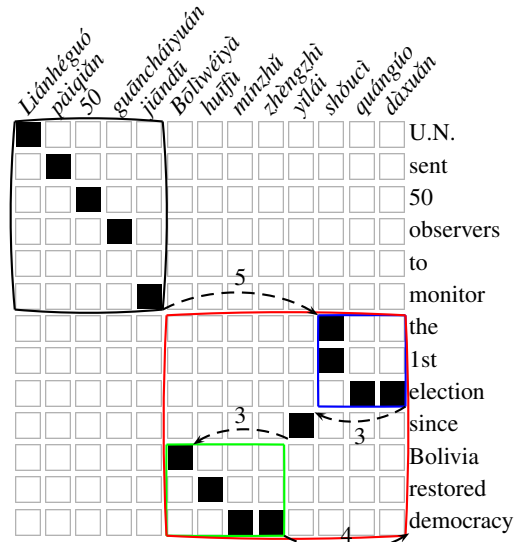 Liánhéguó
pàiqiǎn
50
guāncháiyuán
jiāndū
Bōlìwéiyà
huīfù
mínzhǔ
zhèngzhì
yǐlái
shǒucì
quánguó
dàxuǎn
U.N.
sent
50
observers
to
monitor
5
the
1st
election
3
3
since
Bolivia
restored
democracy
4